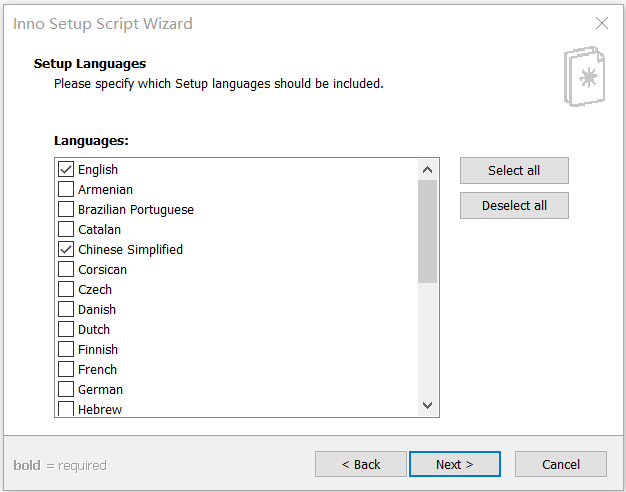 Inno Setup Script Wizard
Setup Languages
Please specify which Setup languages should be included.
Languages:
English
Armenian
Brazilian Portuguese
Catalan
Chinese Simplified
Corsican
Czech
Danish
Dutch
Finnish
French
German
Hebrew
Select all
Deselect all
bold = required
< Back
Next >
Cancel